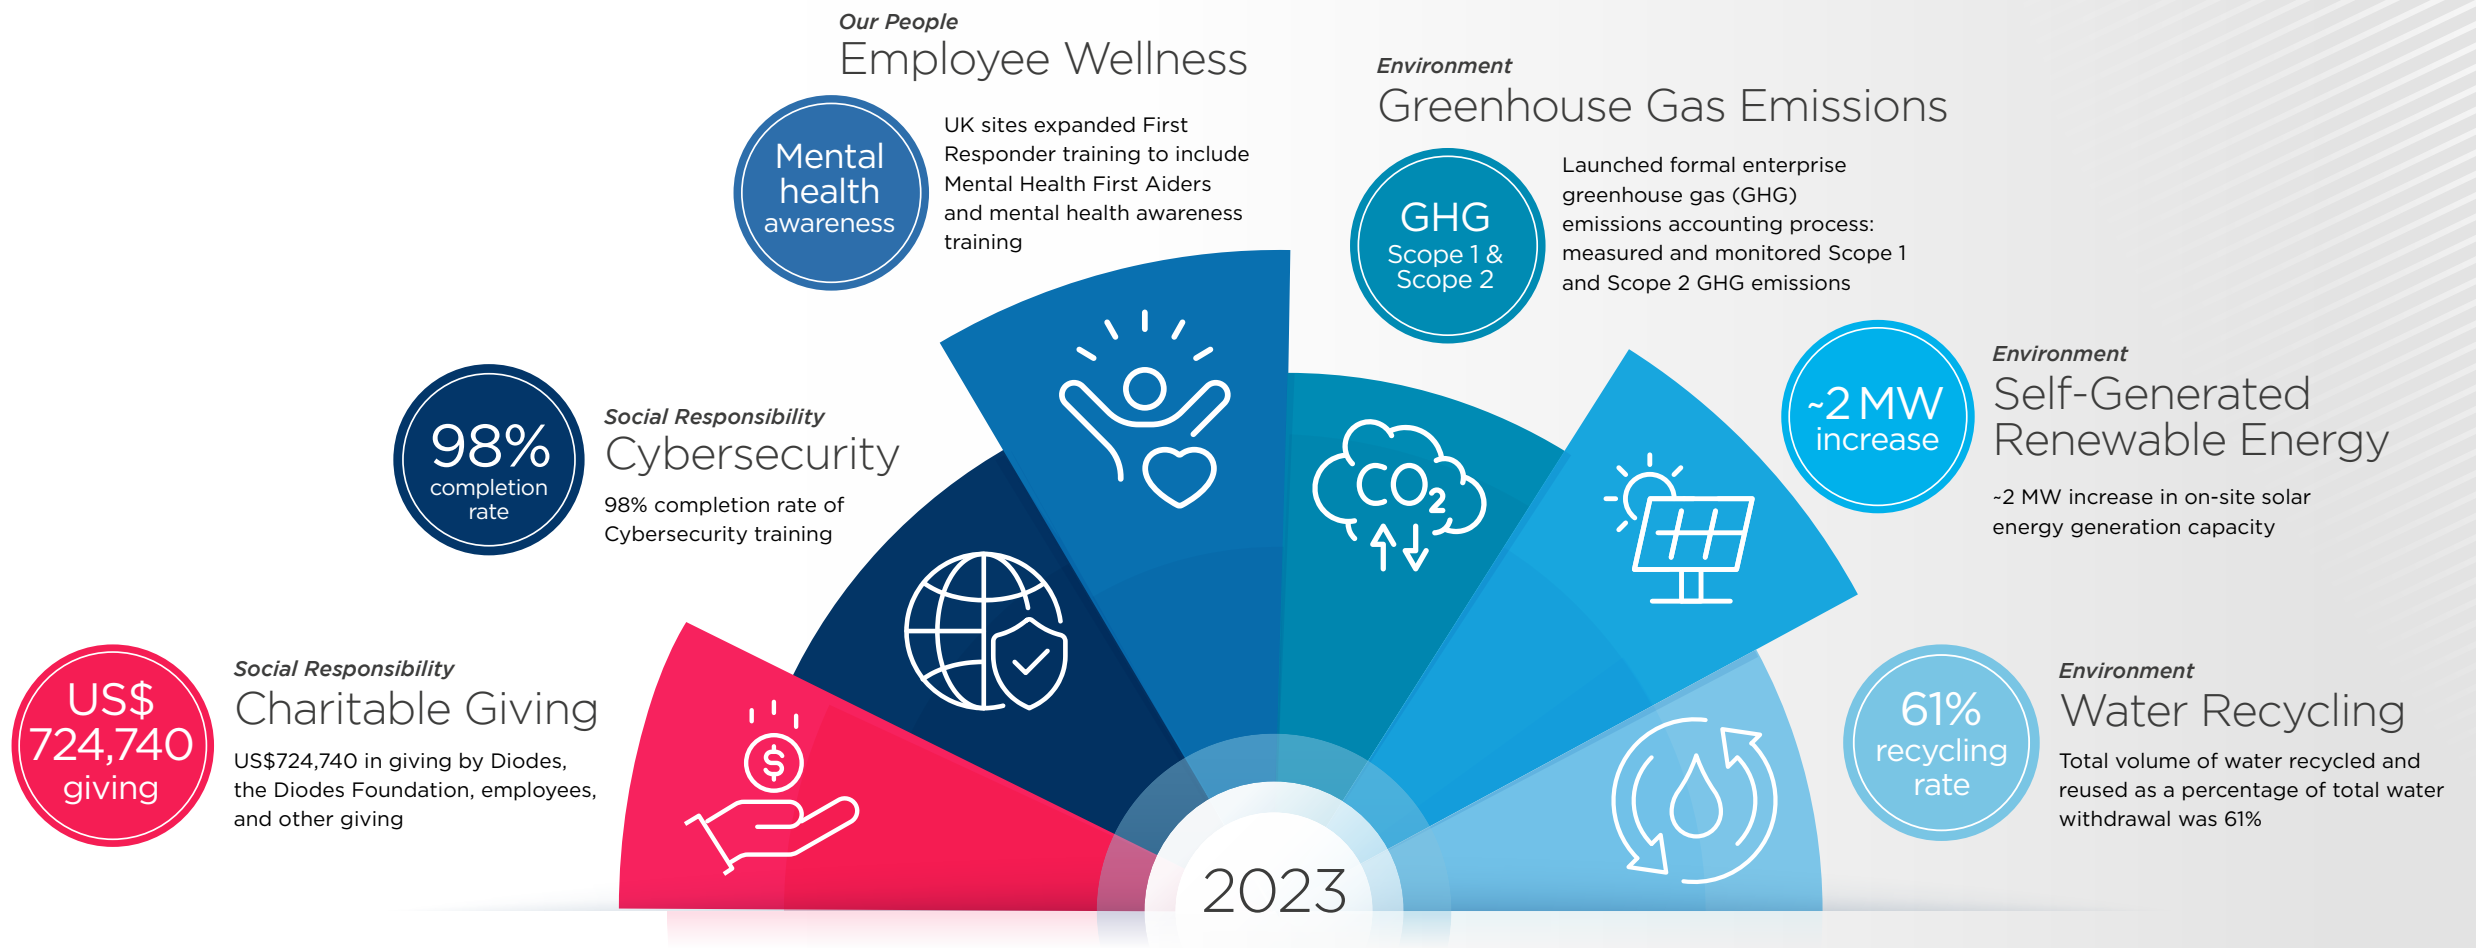 Our People
Employee Wellness
Mental
health
awareness
UK sites expanded First
Responder training to include
Mental Health First Aiders
and mental health awareness
training
Environment
Greenhouse Gas Emissions
GHG
Scope 1 &
Scope 2
Launched formal enterprise
greenhouse gas (GHG)
emissions accounting process:
measured and monitored Scope 1
and Scope 2 GHG emissions
98%
completion
rate
Social Responsibility
Cybersecurity
98% completion rate of
Cybersecurity training
CO2
~2 MW
increase
Environment
Self-Generated
Renewable Energy
~2 MW increase in on-site solar
energy generation capacity
US$
724,740
giving
Social Responsibility
Charitable Giving
US$724,740 in giving by Diodes,
the Diodes Foundation, employees,
and other giving
$
61%
recycling
rate
Environment
Water Recycling
Total volume of water recycled and
reused as a percentage of total water
withdrawal was 61%
2023